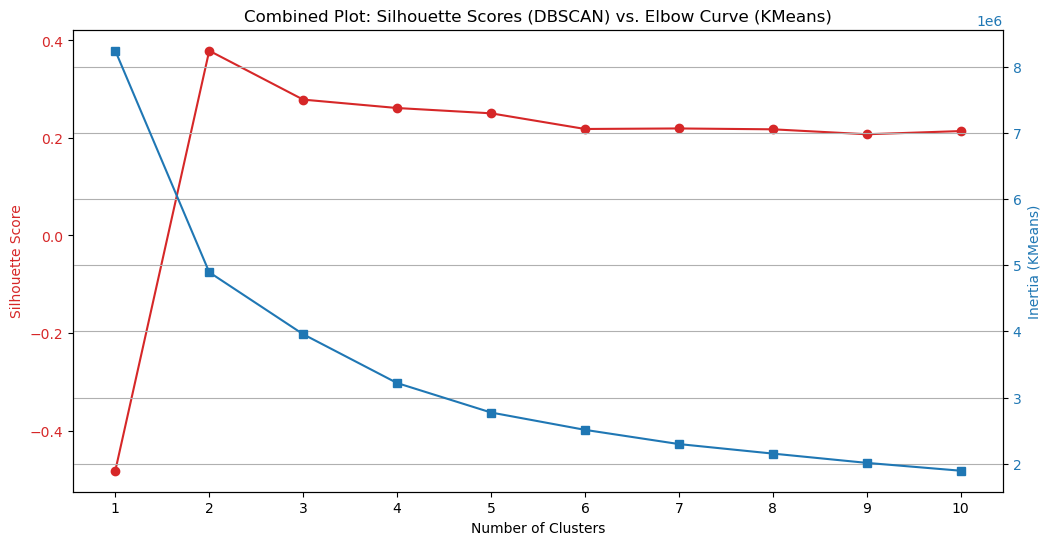 Combined Plot: Silhouette Scores (DBSCAN) vs. Elbow Curve (KMeans)
1e6
0.4
0.2
0.0
−0.2
−0.4
Silhouette Score
8
7
6
5
4
3
2
Inertia (KMeans)
1 2 3 4 5 6 7 8 9 10
Number of Clusters